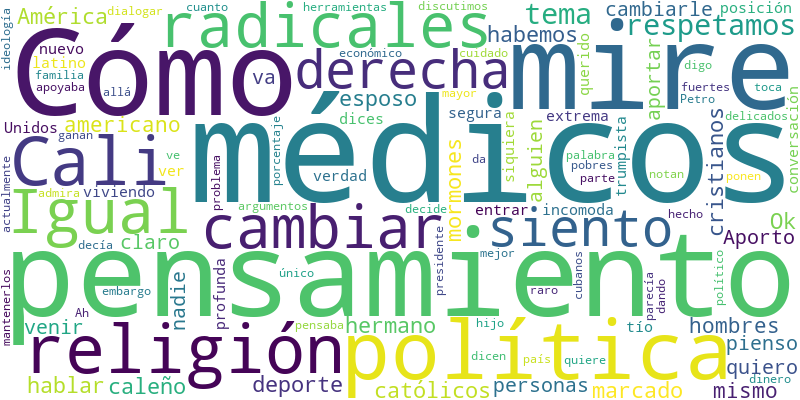 ideología
América
dialogar
cuanto
herramientas
discutimos
cambiarle
posición
nuevo
latino
familia
apoyaba
allá
Cómo
radicales
va
económico
derecha
cuidado
habemos
mire
tema
respetamos
querido
aportar
digo
fuertes
Petro
toca
delicados
conversación
Unidos
americano
ganan
esposo
dices
segura
mayor
extrema
siquiera
alguien
palabra
pobres
parte
trumpista
cristianos
notan
ponen
actualmente
Cali
admira
viviendo
ve
ver
problema
porcentaje
verdad
médicos
da
Igual
claro
argumentos
cambiar
decide
mormones
entrar
incomoda
hecho
siento
Ok
Aporto
mantenerlos
decía
embargo
venir
nadie
profunda
único
pensamiento
presidente
mejor
raro
cubanos
parecía
dando
político
religión
Ah
pensaba
hermano
política
hijo
dicen
país
quiere
tío
hombres
pienso
quiero
hablar
caleño
deporte
católicos
personas
marcado
mismo
dinero